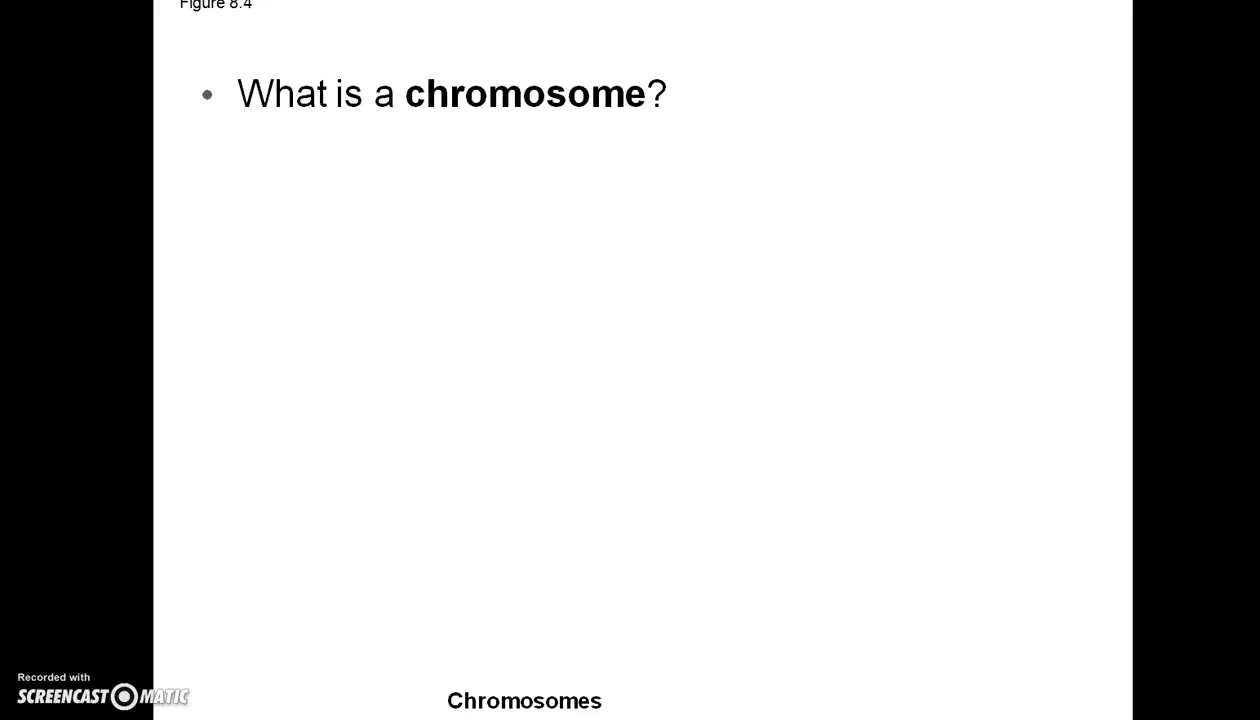 Figure 8.4
• What is a chromosome?
Recorded with
SCREENCAST MATIC
Chromosomes